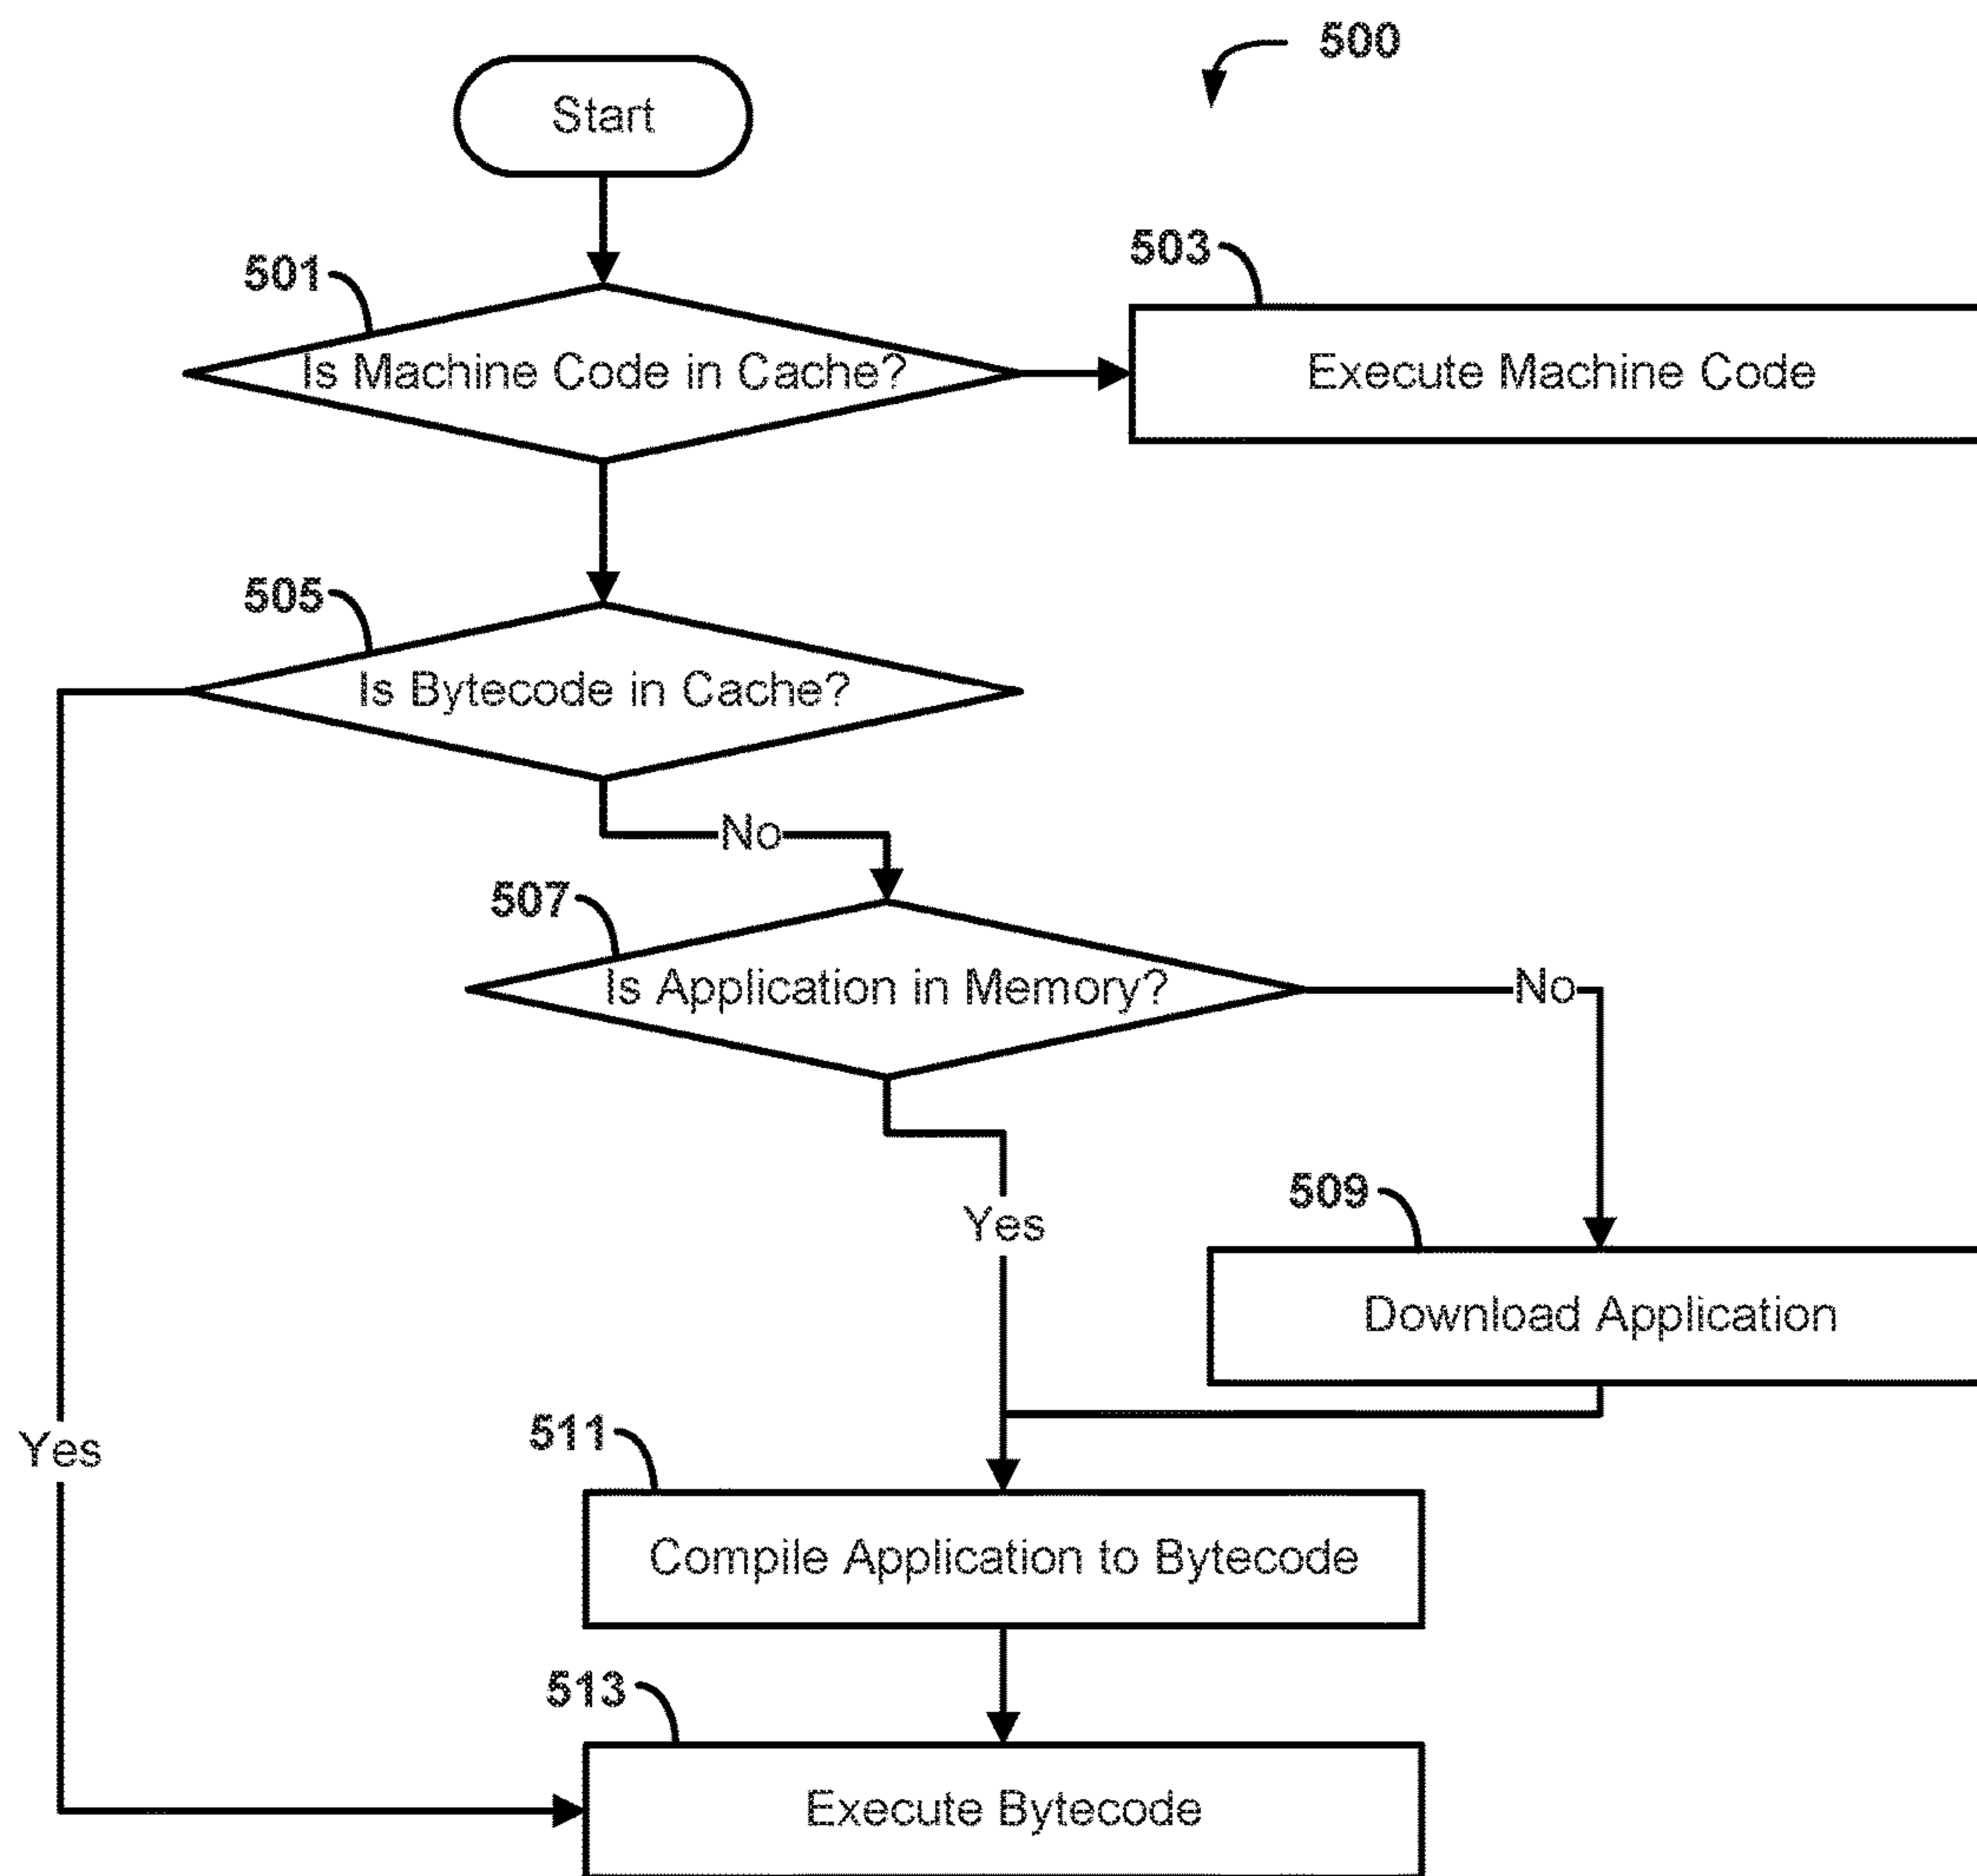 500
Start
503
501
Is Machine Code in Cache?
Execute Machine Code
505
Is Bytecode in Cache?
No
507
Is Application in Memory?
No
509
Yes
Download Application
511
Yes
Compile Application to Bytecode
513
Execute Bytecode